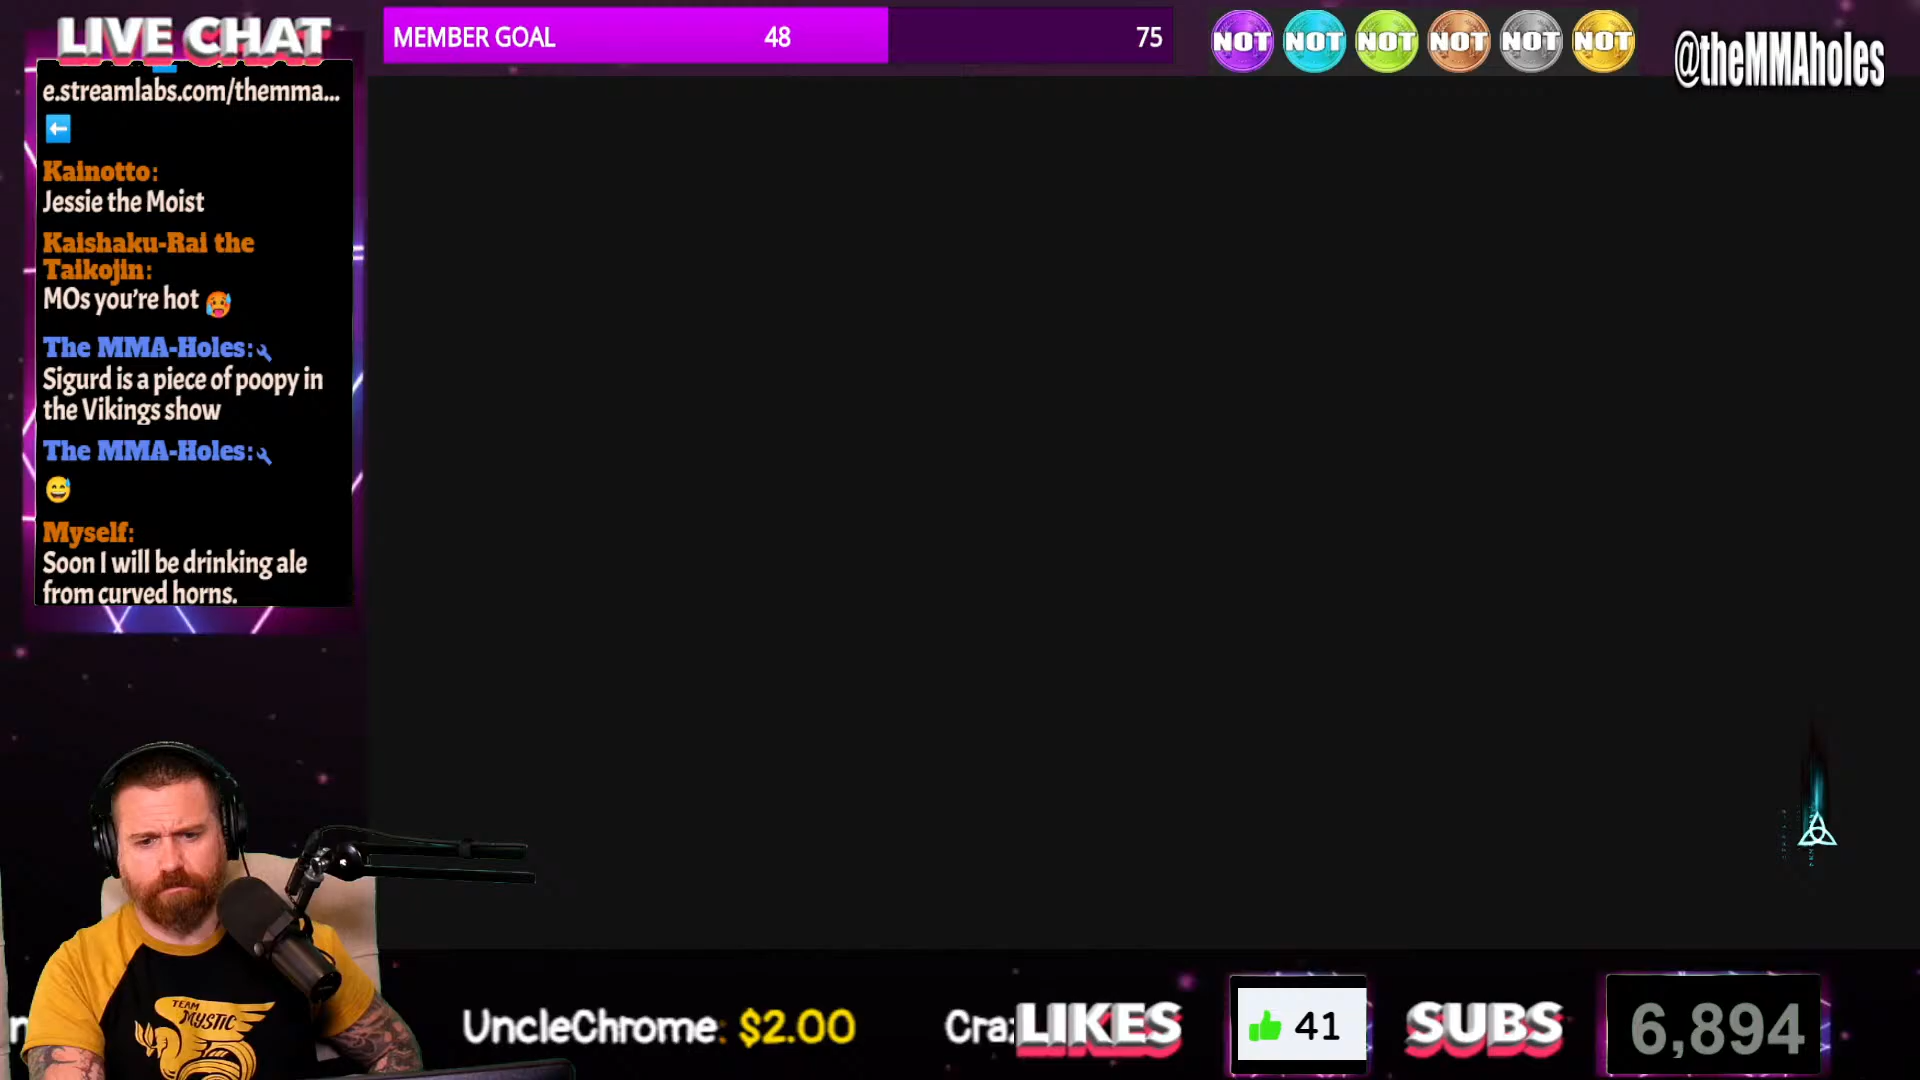 LIVE CHAT
e.streamlabs.com/themma...
Kainotto:
Jessie the Moist
Kaishaku-Rai the
Taikojin:
MOs you're hot
The MMA-Holes:
Sigurd is a piece of poopy in
the Vikings show
The MMA-Holes:
Myself:
Soon I will be drinking ale
from curved horns.
MEMBER GOAL 48 75
NOT NOT NOT NOT NOT NOT
@theMMAholes
TEAM
MYSTIC
UncleChrome: $2.00
LIKES 41 SUBS 6,894